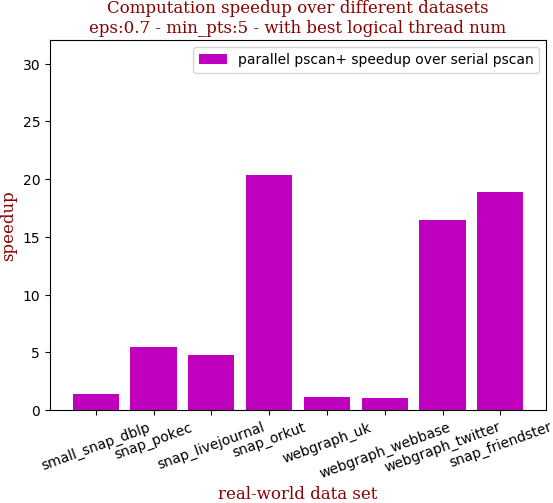 Computation speedup over different datasets
eps:0.7 - min_pts:5 - with best logical thread num
parallel pscan+ speedup over serial pscan
speedup
30
25
20
15
10
5
0
small_snap_dblp
snap_pokec
snap_livejournal
snap_orkut
webgraph_uk
webgraph_webbase
webgraph_twitter
snap_friendster
real-world data set